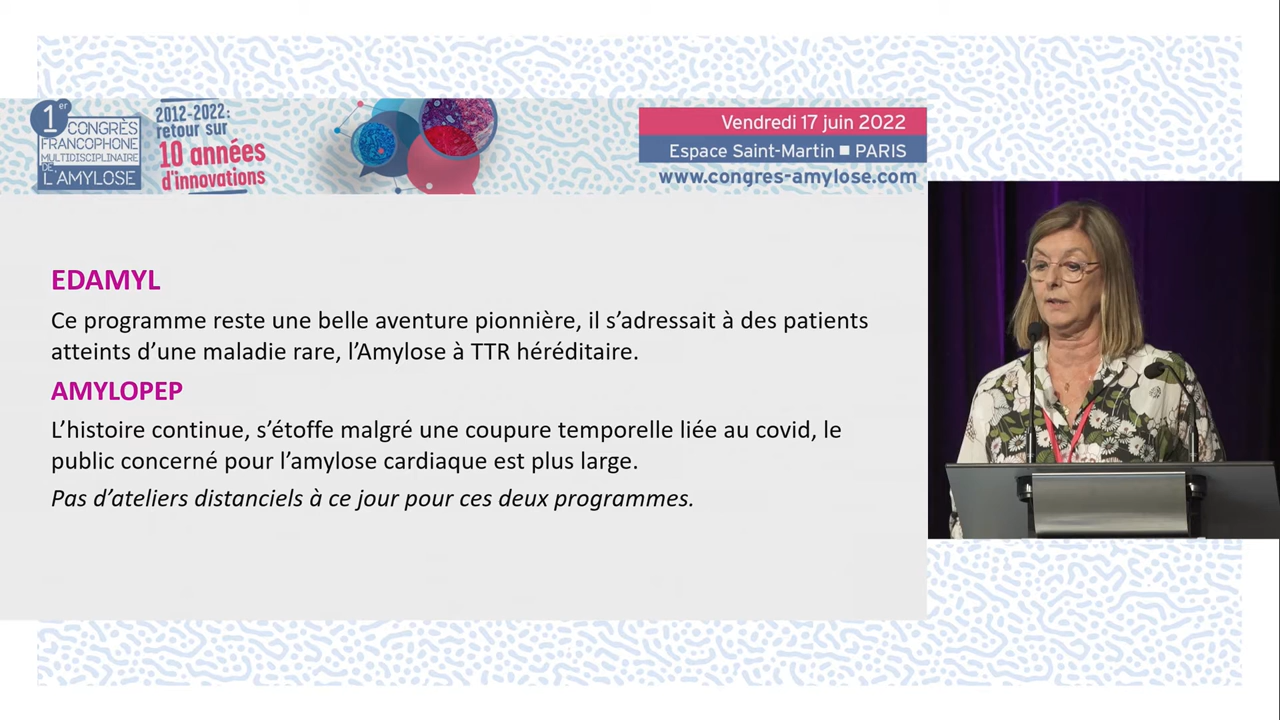 1er
CONGRÈS
FRANCOPHONE
MULTIDISCIPLINAIRE
DE
L'AMYLOSE
2012-2022:
retour sur
10 années
d'innovations
Vendredi 17 juin 2022
Espace Saint-Martin ■ PARIS
www.congres-amylose.com
EDAMYL
Ce programme reste une belle aventure pionnière, il s’adressait à des patients
atteints d’une maladie rare, l’Amylose à TTR héréditaire.
AMYLOPEP
L’histoire continue, s’étoffe malgré une coupure temporelle liée au covid, le
public concerné pour l’amylose cardiaque est plus large.
Pas d’ateliers distanciels à ce jour pour ces deux programmes.